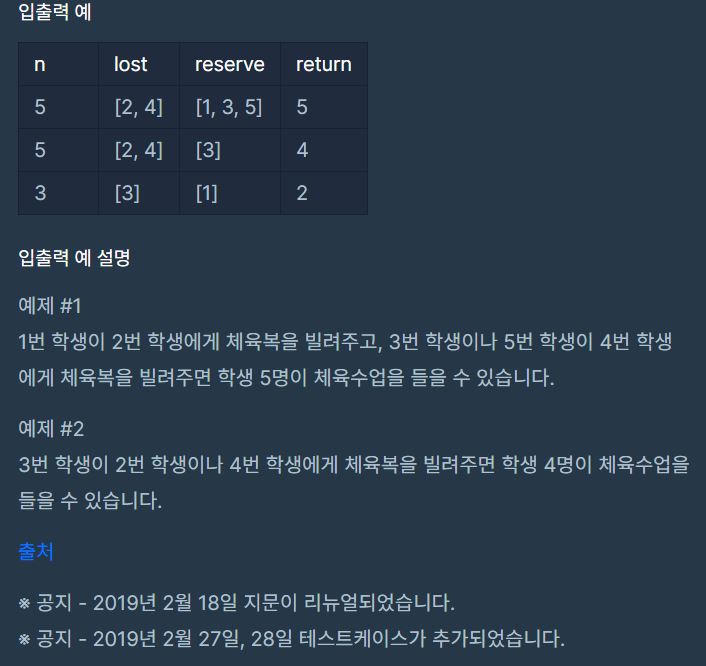 입출력 예
n lost reserve return
5 [2, 4] [1, 3, 5] 5
5 [2, 4] [3] 4
3 [3] [1] 2
입출력 예 설명
예제 #1
1번 학생이 2번 학생에게 체육복을 빌려주고, 3번 학생이나 5번 학생이 4번 학생
에게 체육복을 빌려주면 학생 5명이 체육수업을 들을 수 있습니다.
예제 #2
3번 학생이 2번 학생이나 4번 학생에게 체육복을 빌려주면 학생 4명이 체육수업을
들을 수 있습니다.
출처
※ 공지 - 2019년 2월 18일 지문이 리뉴얼되었습니다.
※ 공지 - 2019년 2월 27일, 28일 테스트케이스가 추가되었습니다.